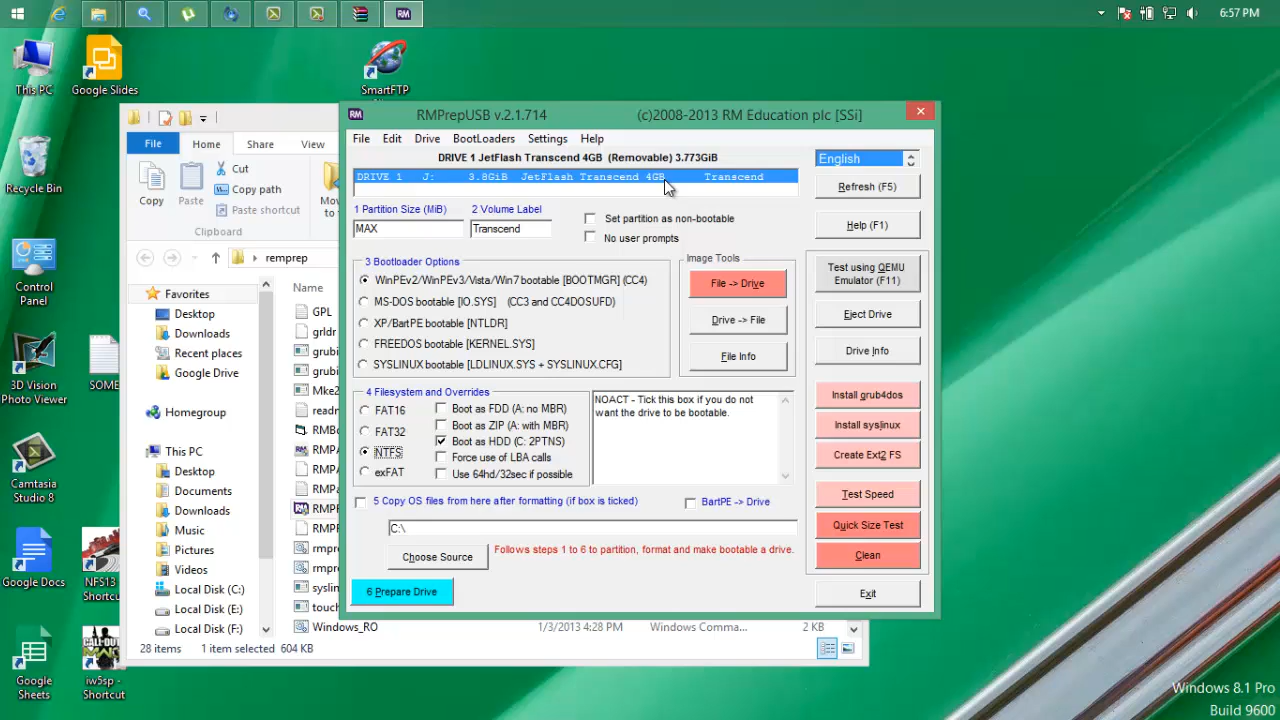 6:57 PM
This PC
Google Slides
SmartFTP
Recycle Bin
Control
Panel
3D Vision
Photo Viewer
SOME
Camtasia
Studio 8
Google Docs
NFS13
Shortcu
Google
Sheets
iw5sp -
Shortcut
File
Home
Share
View
Copy
Paste
Cut
Copy path
Paste shortcut
Clipboard
remprep
Favorites
Desktop
Downloads
Recent places
Google Drive
Homegroup
This PC
Desktop
Documents
Downloads
Music
Pictures
Videos
Local Disk (C:)
Local Disk (E:)
Local Disk (F:)
Name
GPL
grldr
grubi
grubi
Mke2
readn
RMBo
RMPA
RMPa
RMPF
RMPF
rmpre
rmpre
syslin
touch
Windows_RO
1/3/2013 4:28 PM
Windows Comma...
2 KB
28 items
1 item selected 604 KB
RMPrepUSB v.2.1.714
(c)2008-2013 RM Education plc [SSi]
File
Edit
Drive
BootLoaders
Settings
Help
DRIVE 1 JetFlash Transcend 4GB (Removable) 3.773GiB
DRIVE 1 J: 3.8GiB JetFlash Transcend 4GB Transcend
1 Partition Size (MiB)
2 Volume Label
MAX
Transcend
Set partition as non-bootable
No user prompts
3 Bootloader Options
WinPEv2/WinPEv3/Vista/Win7 bootable [BOOTMGR] (CC4)
MS-DOS bootable [IO.SYS] (CC3 and CC4DOSUFD)
XP/BartPE bootable [NTLDR]
FREEDOS bootable [KERNEL.SYS]
SYSLINUX bootable [LDLINUX.SYS + SYSLINUX.CFG]
Image Tools
File -> Drive
Drive -> File
File Info
4 Filesystem and Overrides
FAT16
FAT32
NTFS
exFAT
Boot as FDD (A: no MBR)
Boot as ZIP (A: with MBR)
Boot as HDD (C: 2PTNS)
Force use of LBA calls
Use 64hd/32sec if possible
NOACT - Tick this box if you do not
want the drive to be bootable.
5 Copy OS files from here after formatting (if box is ticked)
BartPE -> Drive
C:\
Choose Source
Follows steps 1 to 6 to partition, format and make bootable a drive.
6 Prepare Drive
English
Refresh (F5)
Help (F1)
Test using QEMU
Emulator (F11)
Eject Drive
Drive Info
Install grub4dos
Install syslinux
Create Ext2 FS
Test Speed
Quick Size Test
Clean
Exit
Windows 8.1 Pro
Build 9600